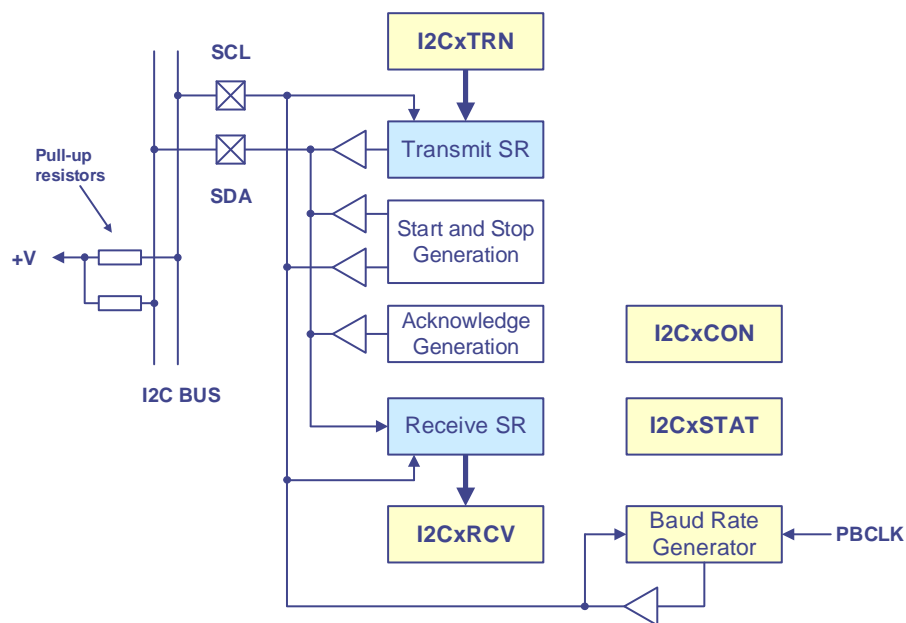 I2CxTRN
SCL
Transmit SR
Pull-up
resistors
SDA
Start and Stop
Generation
+V
Acknowledge
Generation
I2CxCON
I2C BUS
Receive SR
I2CxSTAT
I2CxRCV
Baud Rate
Generator
PBCLK